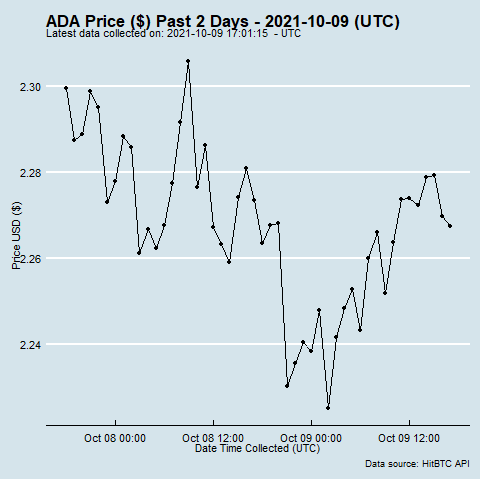 ADA Price ($) Past 2 Days - 2021-10-09 (UTC)
Latest data collected on: 2021-10-09 17:01:15  - UTC
Price USD ($)
2.30
2.28
2.26
2.24
Oct 08 00:00
Oct 08 12:00
Oct 09 00:00
Oct 09 12:00
Date Time Collected (UTC)
Data source: HitBTC API